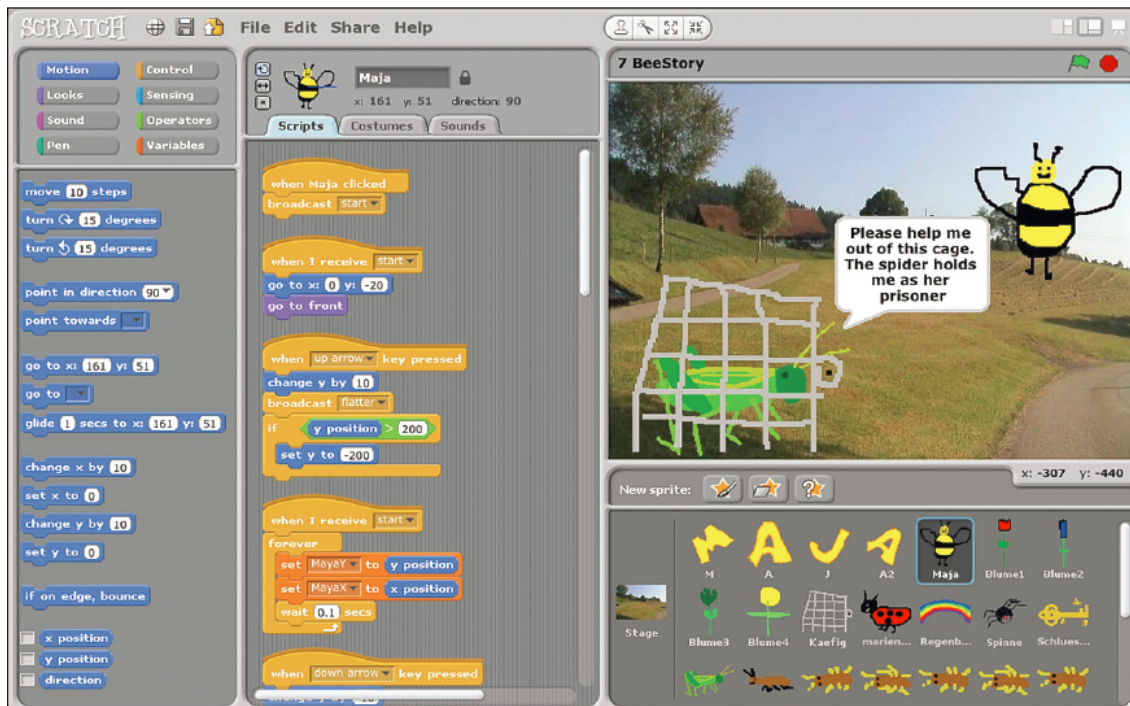 SCRATCH File Edit Share Help
Motion Control
Looks Sensing
Sound Operators
Pen Variables
move 10 steps
turn 15 degrees
turn 15 degrees
point in direction 90
point towards
go to x: 161 y: 51
go to
glide 1 secs to x: 161 y: 51
change x by 10
set x to 0
change y by 10
set y to 0
if on edge, bounce
x position
y position
direction
Maja
x: 161 y: 51 direction: 90
Scripts Costumes Sounds
when Maja clicked
broadcast start
when I receive start
go to x: 0 y: -20
go to front
when up arrow key pressed
change y by 10
broadcast flatter
if y position > 200
set y to -200
when I receive start
forever
set MayaY to y position
set MayaX to x position
wait 0.1 secs
when down arrow key pressed
change y by -10
7 BeeStory
Please help me
out of this cage.
The spider holds
me as her
prisoner
x: -307 y: -440
New sprite:
M A J A2 Maja Blume1 Blume2
Stage
Blume3 Blume4 Kaefig marien... Regenb... Spinne Schlues...